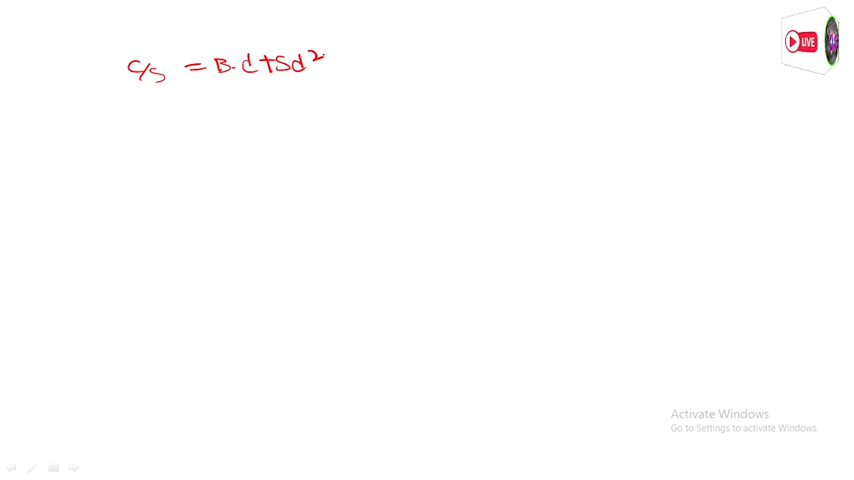 LIVE
C/S = B.d+Sd²
Activate Windows
Go to Settings to activate Windows.